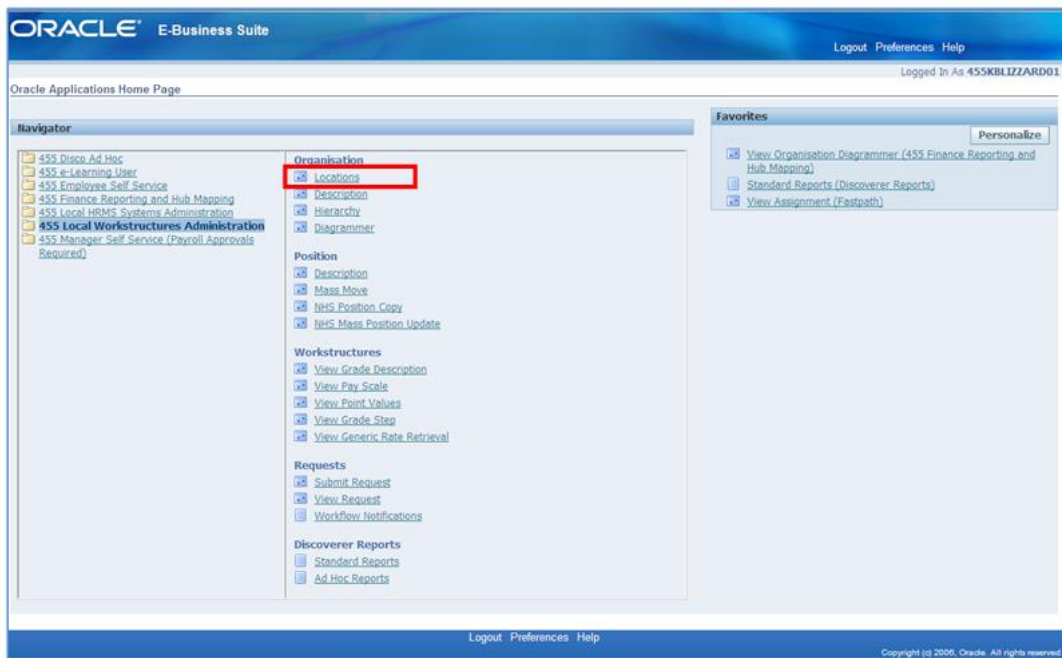 ORACLE E-Business Suite
Logout Preferences Help
Logged In As 455KBLIZZARD01
Oracle Applications Home Page
Navigator
455 Disco Ad Hoc
455 e-Learning User
455 Employee Self Service
455 Finance Reporting and Hub Mapping
455 Local HRMS Systems Administration
455 Local Workstructures Administration
455 Manager Self Service (Payroll Approvals
Required)
Organisation
Locations
Description
Hierarchy
Diagrammer
Position
Description
Mass Move
NHS Position Copy
NHS Mass Position Update
Workstructures
View Grade Description
View Pay Scale
View Point Values
View Grade Step
View Generic Rate Retrieval
Requests
Submit Request
View Request
Workflow Notifications
Discoverer Reports
Standard Reports
Ad Hoc Reports
Favorites
Personalize
View Organisation Diagrammer (455 Finance Reporting and
Hub Mapping)
Standard Reports (Discoverer Reports)
View Assignment (Fastpath)
Logout Preferences Help
Copyright (c) 2006, Oracle. All rights reserved